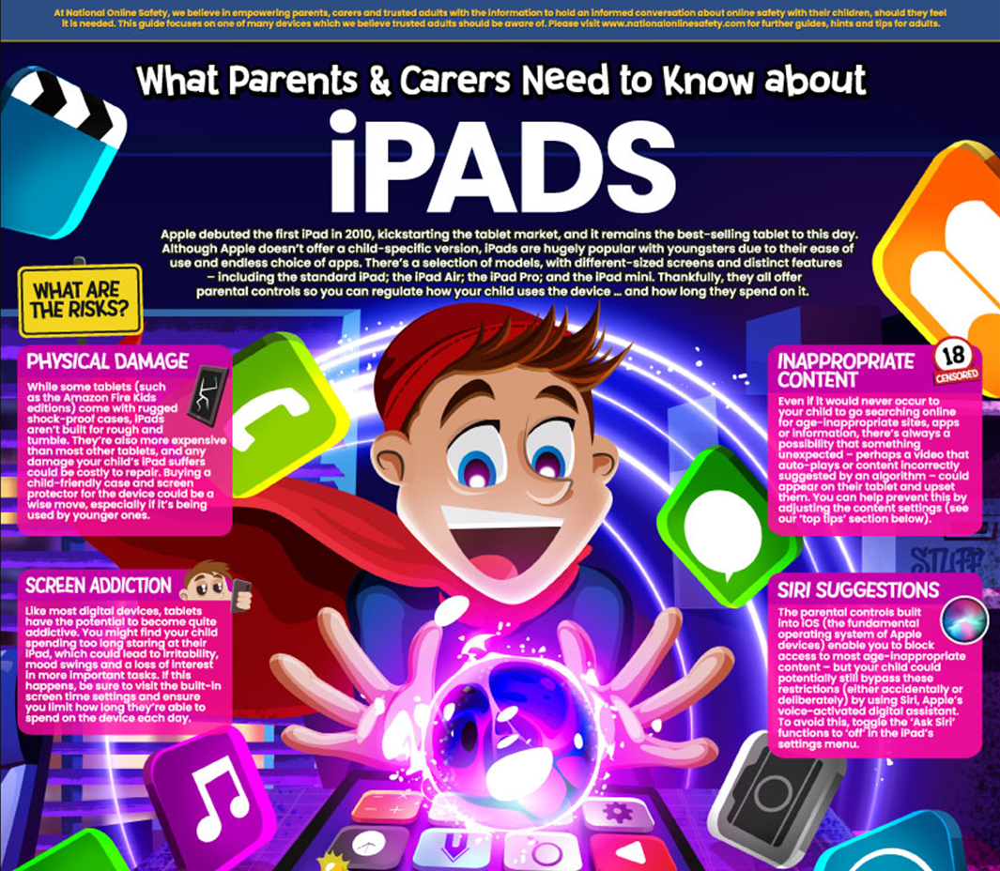 At National Online Safety, we believe in empowering parents, carers and trusted adults with the information to hold an informed conversation about online safety with their children, should they feel
it is needed. This guide focuses on one of many devices which we believe trusted adults should be aware of. Please visit www.nationalonlinesafety.com for further guides, hints and tips for adults.
What Parents & Carers Need to Know about
iPADS
Apple debuted the first iPad in 2010, kickstarting the tablet market, and it remains the best-selling tablet to this day.
Although Apple doesn't offer a child-specific version, iPads are hugely popular with youngsters due to their ease of
use and endless choice of apps. There's a selection of models, with different-sized screens and distinct features
– including the standard iPad; the iPad Air; the iPad Pro; and the iPad mini. Thankfully, they all offer
parental controls so you can regulate how your child uses the device ... and how long they spend on it.
WHAT ARE
THE RISKS?
PHYSICAL DAMAGE
While some tablets (such
as the Amazon Fire Kids
editions) come with rugged
shock-proof cases, iPads
aren't built for rough and
tumble. They're also more expensive
than most other tablets, and any
damage your child's iPad suffers
could be costly to repair. Buying a
child-friendly case and screen
protector for the device could be a
wise move, especially if it's being
used by younger ones.
SCREEN ADDICTION
Like most digital devices, tablets
have the potential to become quite
addictive. You might find your child
spending too long staring at their
iPad, which could lead to irritability,
mood swings and a loss of interest
in more important tasks. If this
happens, be sure to visit the built-in
screen time settings and ensure
you limit how long they're able to
spend on the device each day.
INAPPROPRIATE
CONTENT
18
CENSORED
Even if it would never occur to
your child to go searching online
for age-inappropriate sites, apps
or information, there's always a
possibility that something
unexpected – perhaps a video that
auto-plays or content incorrectly
suggested by an algorithm – could
appear on their tablet and upset
them. You can help prevent this by
adjusting the content settings (see
our 'top tips' section below).
STUFF
SIRI SUGGESTIONS
The parental controls built
into iOS (the fundamental
operating system of Apple
devices) enable you to block
access to most age-inappropriate
content – but your child could
potentially still bypass these
restrictions (either accidentally or
deliberately) by using Siri, Apple's
voice-activated digital assistant.
To avoid this, toggle the 'Ask Siri'
functions to 'off' in the iPad's
settings menu.